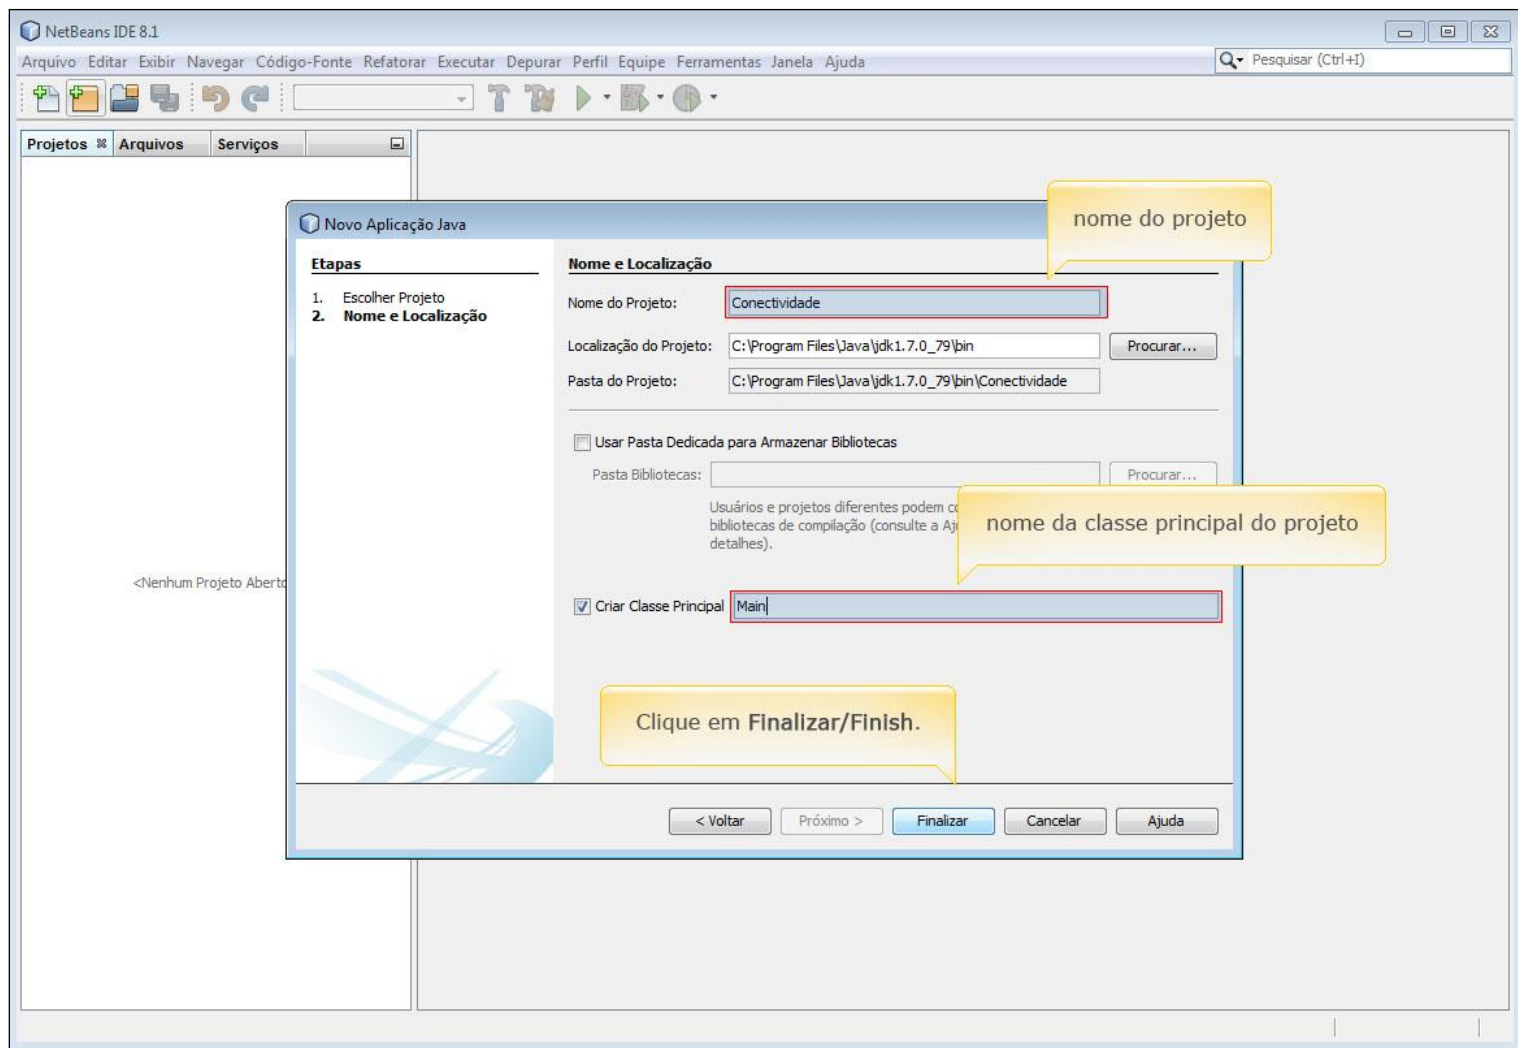 NetBeans IDE 8.1
Arquivo Editar Exibir Navegar Código-Fonte Refatorar Executar Depurar Perfil Equipe Ferramentas Janela Ajuda
Pesquisar (Ctrl+I)
Projetos Arquivos Serviços
<Nenhum Projeto Aberto
Novo Aplicação Java
nome do projeto
Etapas
1. Escolher Projeto
2. Nome e Localização
Nome e Localização
Nome do Projeto: Conectividade
Localização do Projeto: C:\Program Files\Java\jdk1.7.0_79\bin Procurar...
Pasta do Projeto: C:\Program Files\Java\jdk1.7.0_79\bin\Conectividade
Usar Pasta Dedicada para Armazenar Bibliotecas
Pasta Bibliotecas: Procurar...
Usuários e projetos diferentes podem
bibliotecas de compilação (consulte a
detalhes).
nome da classe principal do projeto
Criar Classe Principal Main
Clique em Finalizar/Finish.
< Voltar Próximo > Finalizar Cancelar Ajuda